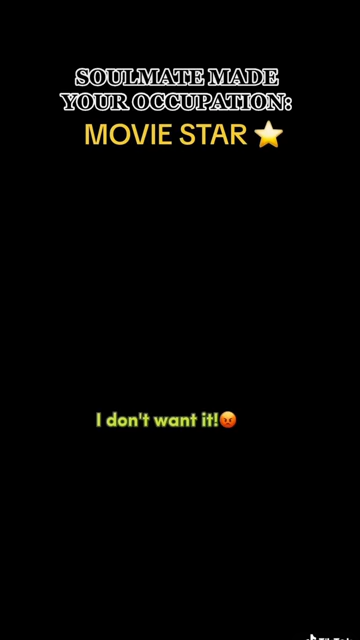 SOULMATE MADE
YOUR OCCUPATION:
MOVIE STAR ⭐
I don't want it!😡